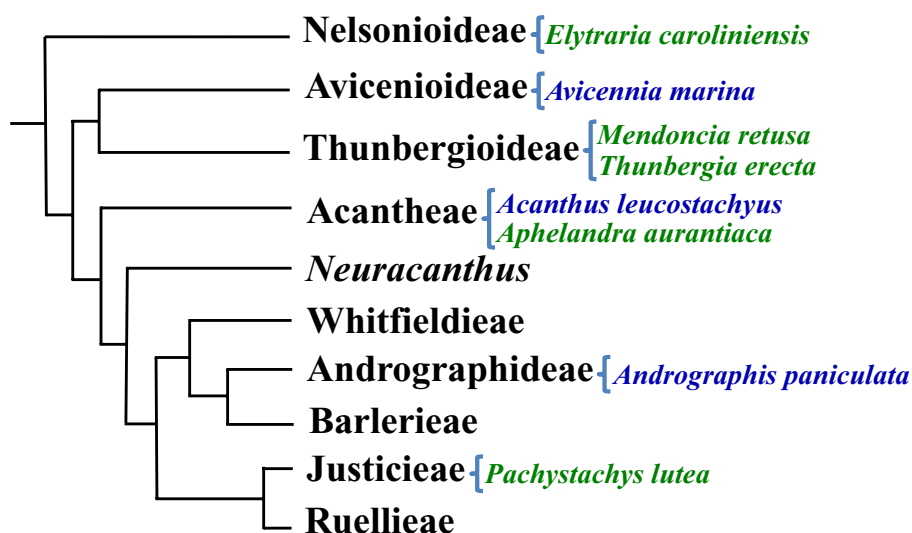 Nelsonioideae Elytraria caroliniensis
Avicenioideae Avicennia marina
Thunbergioideae Mendoncia retusa
Thunbergia erecta
Acantheae Acanthus leucostachyus
Aphelandra aurantiaca
Neuracanthus
Whitfieldieae
Andrographideae Andrographis paniculata
Barlerieae
Justicieae Pachystachys lutea
Ruellieae